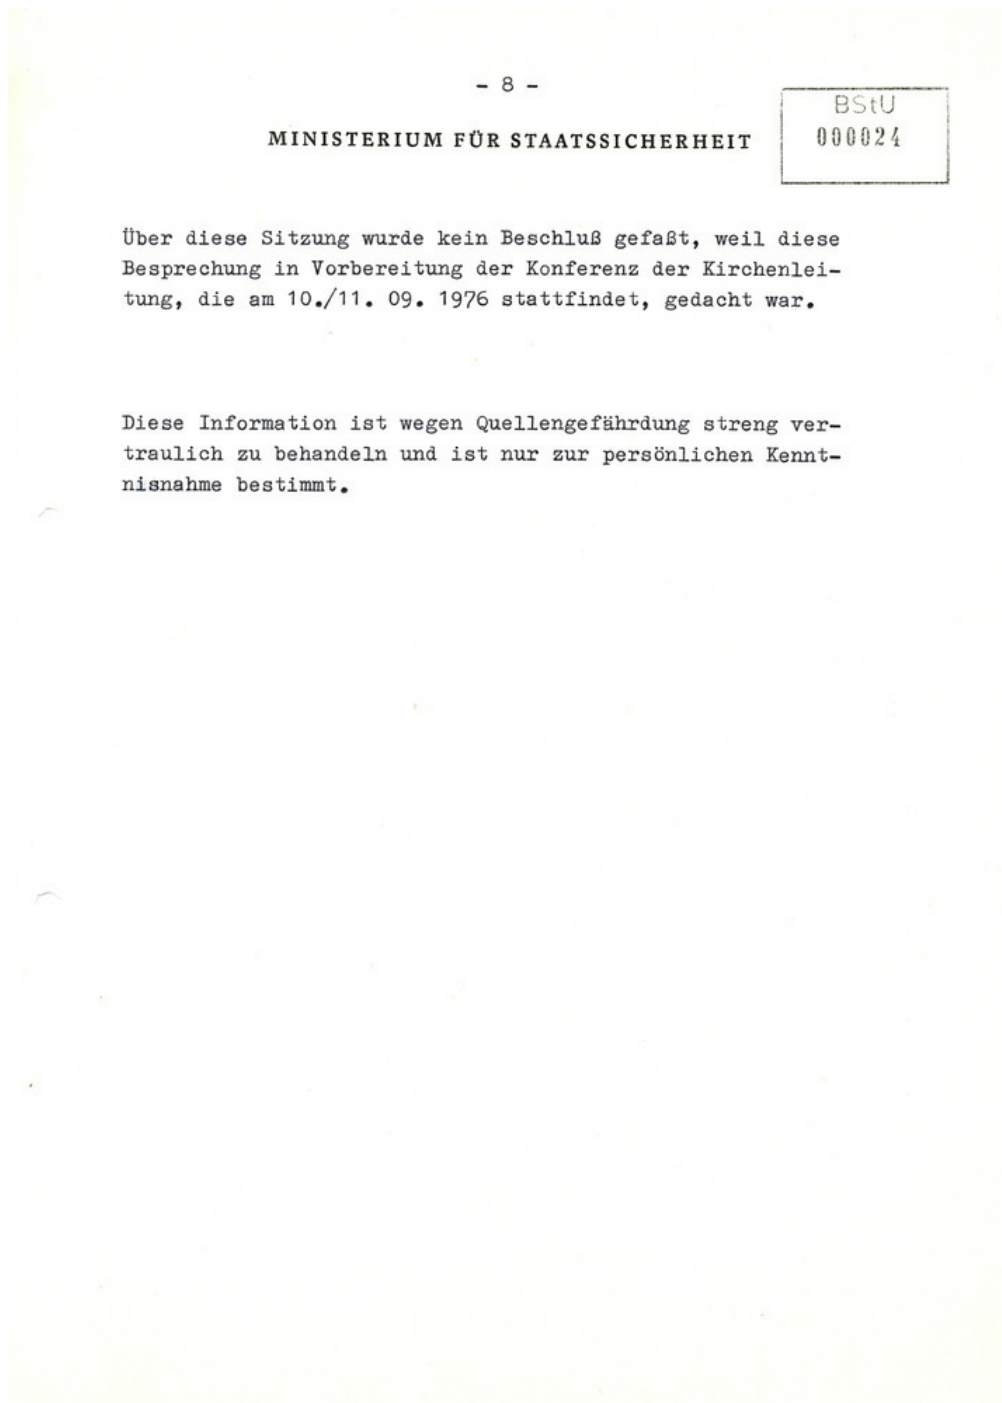 - 8 -
BStU
000024
MINISTERIUM FÜR STAATSSICHERHEIT
Über diese Sitzung wurde kein Beschluß gefaßt, weil diese
Besprechung in Vorbereitung der Konferenz der Kirchenlei-
tung, die am 10./11. 09. 1976 stattfindet, gedacht war.
Diese Information ist wegen Quellengefährdung streng ver-
traulich zu behandeln und ist nur zur persönlichen Kennt-
nisnahme bestimmt.